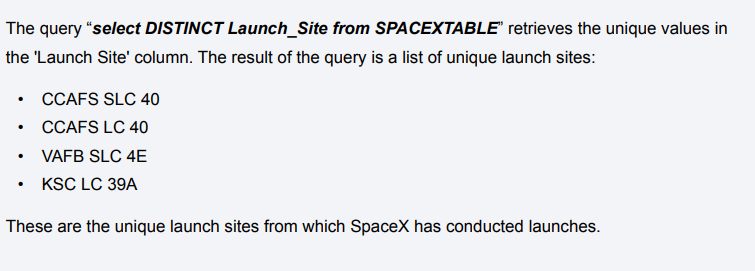 The query “select DISTINCT Launch_Site from SPACEXTABLE” retrieves the unique values in
the 'Launch Site' column. The result of the query is a list of unique launch sites:
• CCAFS SLC 40
• CCAFS LC 40
• VAFB SLC 4E
• KSC LC 39A
These are the unique launch sites from which SpaceX has conducted launches.